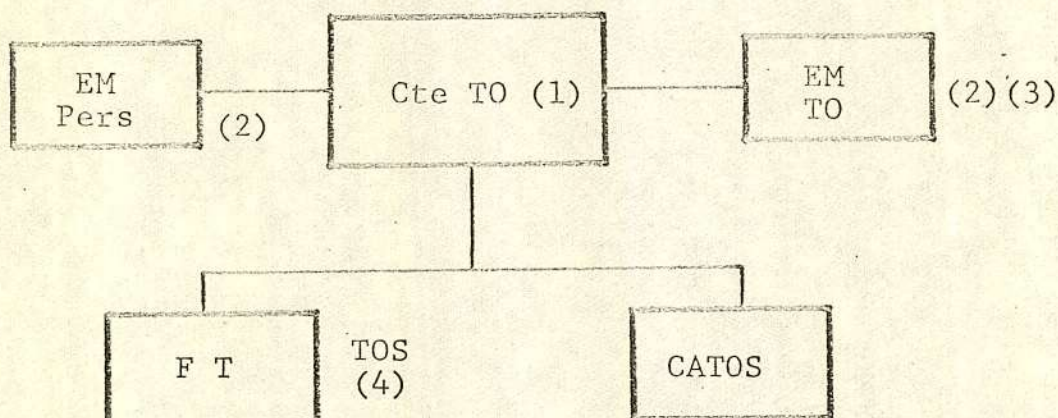 EM
Pers
(2)
Cte TO (1)
EM
TO
(2) (3)
F T
TOS
(4)
CATOS